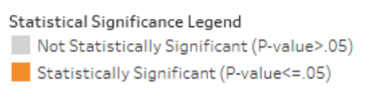 Statistical Significance Legend
Not Statistically Significant (P-value>.05)
Statistically Significant (P-value<=.05)